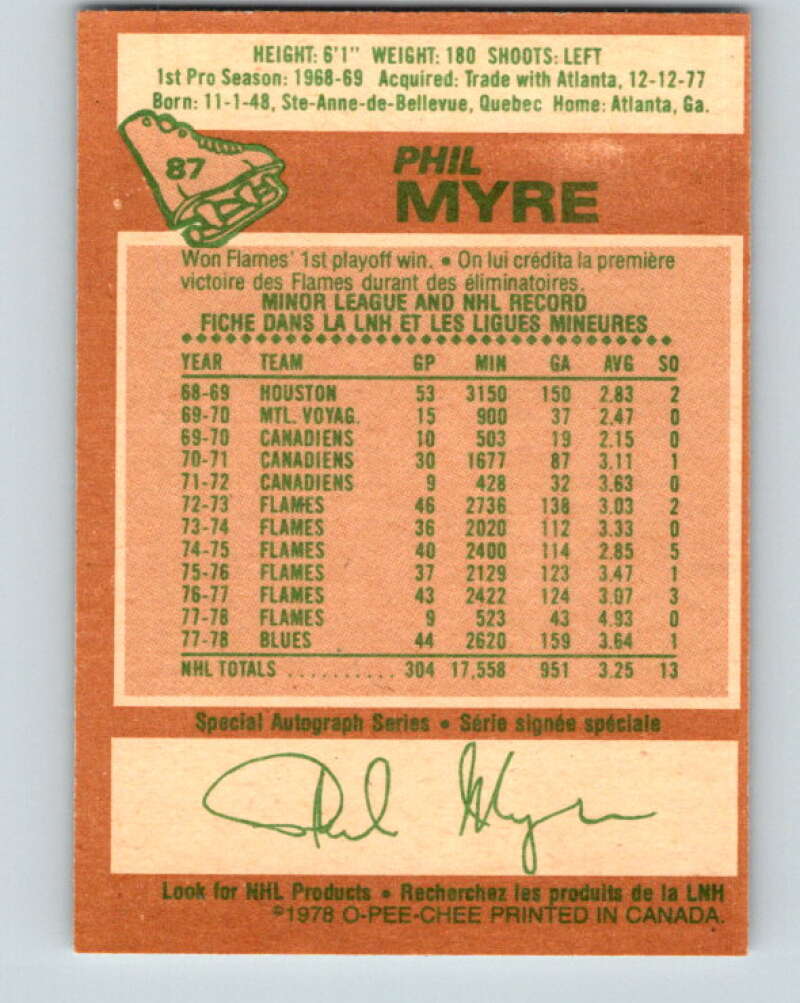 HEIGHT: 6'1" WEIGHT: 180 SHOOTS: LEFT
1st Pro Season: 1968-69 Acquired: Trade with Atlanta, 12-12-77
Born: 11-1-48, Ste-Anne-de-Bellevue, Quebec Home: Atlanta, Ga.
87
PHIL
MYRE
Won Flames' 1st playoff win. • On lui crédita la première
victoire des Flames durant des éliminatoires.
MINOR LEAGUE AND NHL RECORD
FICHE DANS LA LNH ET LES LIGUES MINEURES
YEAR TEAM GP MIN GA AVG SO
68-69 HOUSTON 53 3150 150 2.83 2
69-70 MTL. VOYAG. 15 900 37 2.47 0
69-70 CANADIENS 10 503 19 2.15 0
70-71 CANADIENS 30 1677 87 3.11 1
71-72 CANADIENS 9 428 32 3.63 0
72-73 FLAMES 46 2736 138 3.03 2
73-74 FLAMES 36 2020 112 3.33 0
74-75 FLAMES 40 2400 114 2.85 5
75-76 FLAMES 37 2129 123 3.47 1
76-77 FLAMES 43 2422 124 3.07 3
77-78 FLAMES 9 523 43 4.93 0
77-78 BLUES 44 2620 159 3.64 1
NHL TOTALS .......... 304 17,558 951 3.25 13
Special Autograph Series • Série signée spéciale
Phil Myre
Look for NHL Products • Recherchez les produits de la LNH
©1978 O-PEE-CHEE PRINTED IN CANADA.